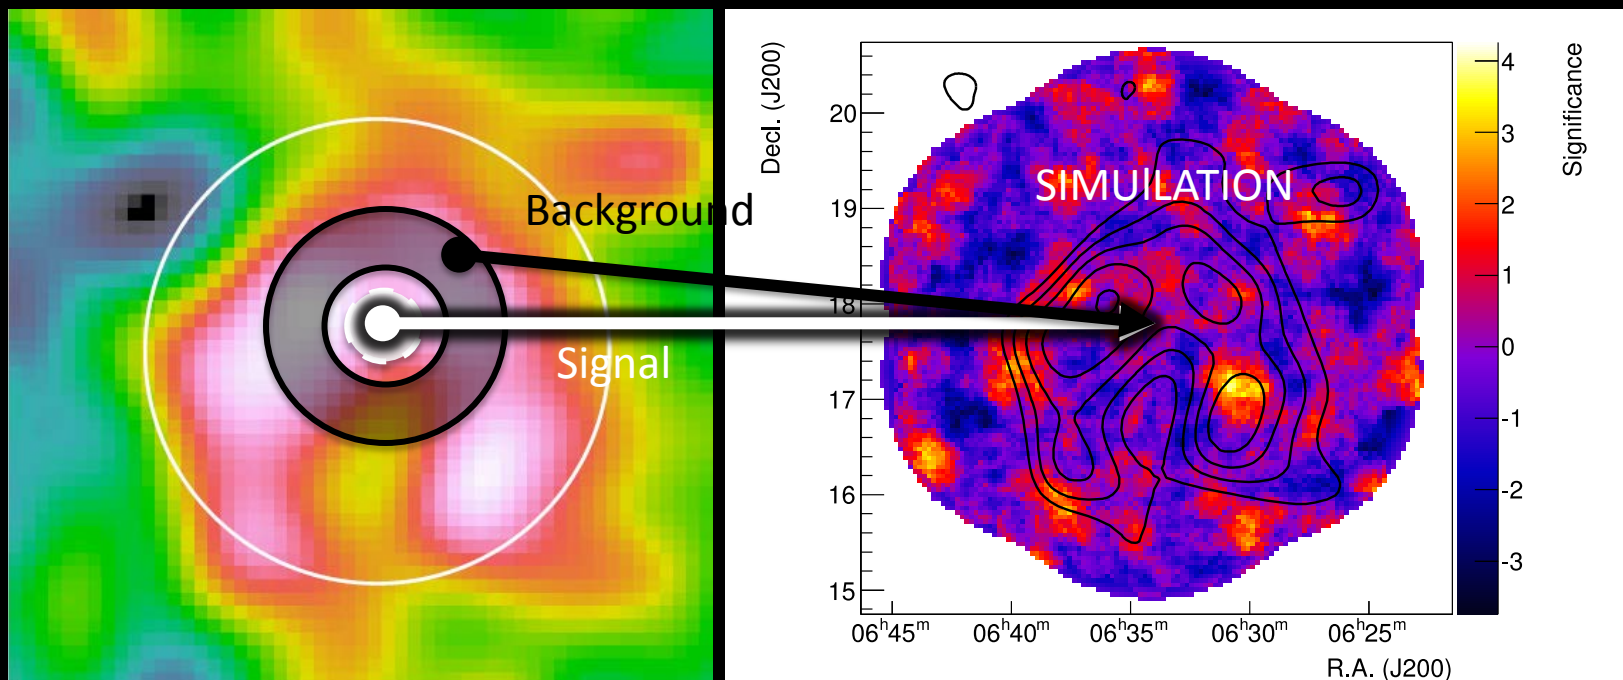 Background
Signal
SIMUlLATION
Decl. (J200)
20
19
18
17
16
15
06ʰ45ᵐ 06ʰ40ᵐ 06ʰ35ᵐ 06ʰ30ᵐ 06ʰ25ᵐ
R.A. (J200)
Significance
4
3
2
1
0
-1
-2
-3